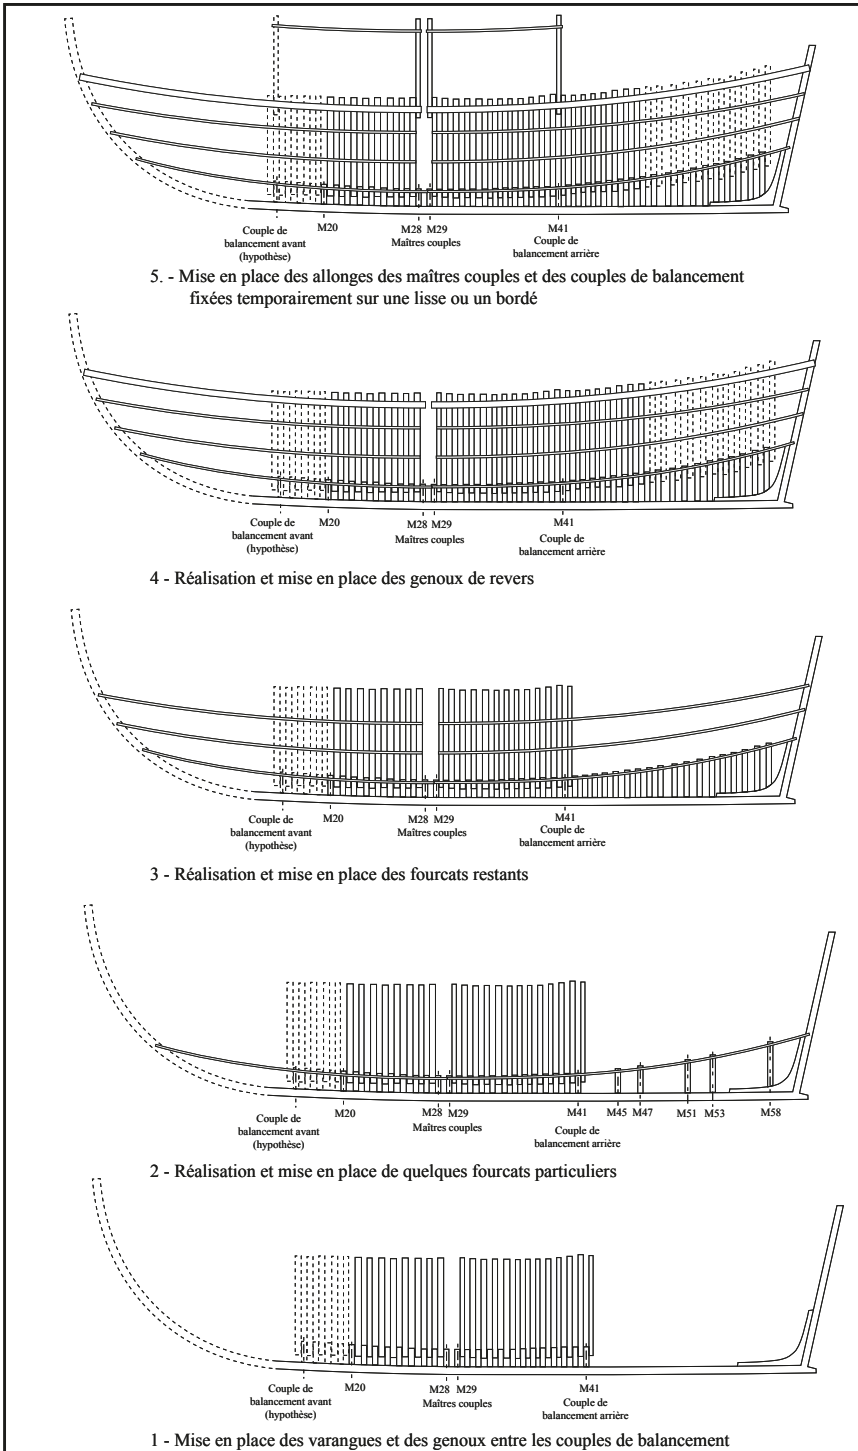 Couple de
balancement avant
(hypothèse)
M20
M28
M29
Maîtres couples
M41
Couple de
balancement arrière
5. - Mise en place des allonges des maîtres couples et des couples de balancement
fixées temporairement sur une lisse ou un bordé
Couple de
balancement avant
(hypothèse)
M20
M28
M29
Maîtres couples
M41
Couple de
balancement arrière
4 - Réalisation et mise en place des genoux de revers
Couple de
balancement avant
(hypothèse)
M20
M28
M29
Maîtres couples
M41
Couple de
balancement arrière
3 - Réalisation et mise en place des fourcats restants
Couple de
balancement avant
(hypothèse)
M20
M28
M29
Maîtres couples
M41
Couple de
balancement arrière
M45
M47
M51
M53
M58
2 - Réalisation et mise en place de quelques fourcats particuliers
Couple de
balancement avant
(hypothèse)
M20
M28
M29
Maîtres couples
M41
Couple de
balancement arrière
1 - Mise en place des varangues et des genoux entre les couples de balancement